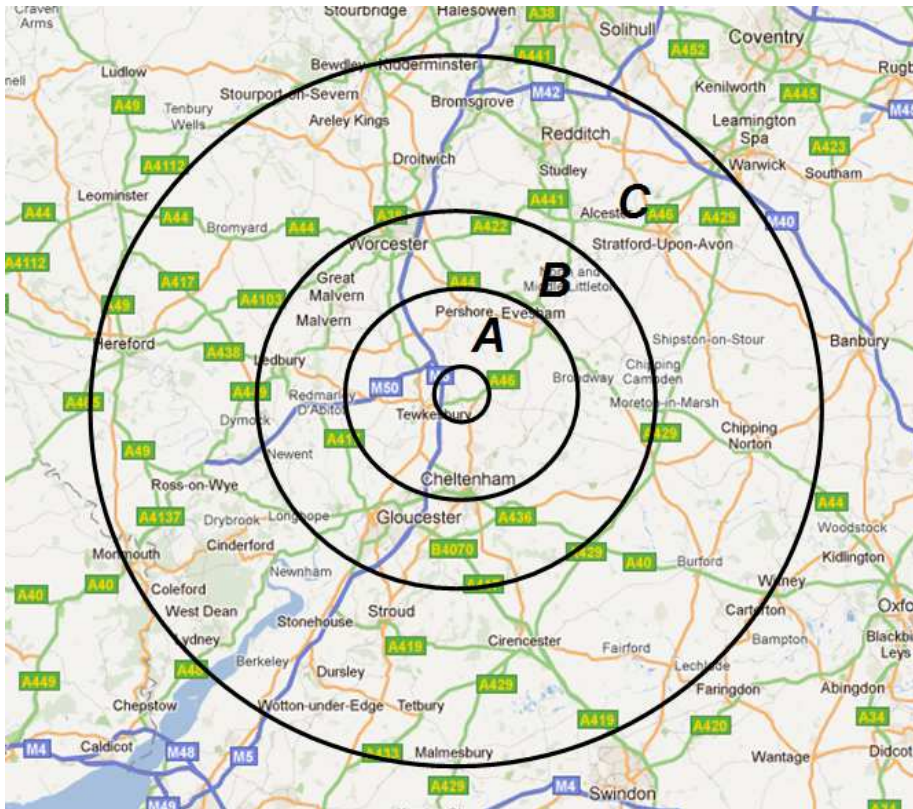 Craven
Arms
Stourbridge
Halesowen
A38
Solihull
A452
Coventry
A441
Bewdley
Kidderminster
Ludlow
Rugb
Kenilworth
A445
M42
Stourport-on-Severn
Bromsgrove
A49
Tenbury
Wells
Areley Kings
Redditch
Leamington
Spa
A423
Droitwich
Studley
Warwick
Southam
A4112
Leominster
A44
A44
A38
A441
C
Alcester
A46
A429
M40
Bromyard
A44
A422
Worcester
Stratford-Upon-Avon
A4112
Great
Malvern
A44
B
Middle Littleton
A417
A4103
A49
Malvern
Pershore
Evesham
A
Hereford
A438
Ledbury
Shipston-on-Stour
Banbury
Chipping
Campden
M50
A46
Broadway
Redmarley
D'Abitot
Moreton-in-Marsh
Dymock
Tewkesbury
A429
Chipping
Norton
A49
Newent
Ross-on-Wye
Cheltenham
A44
A4137
Drybrook
Longhope
Gloucester
A436
Woodstock
Cinderford
B4070
Monmouth
A429
A40
Burford
Kidlington
Newnham
A40
A40
Coleford
Witney
West Dean
Stroud
Carterton
Stonehouse
Lydney
A419
Cirencester
Fairford
Bampton
Berkeley
Lechlade
A449
Dursley
A429
Faringdon
Abingdon
Chepstow
Wotton-under-Edge
Tetbury
A419
A420
A34
M4
Caldicot
M48
M5
A433
Malmesbury
Wantage
Didcot
A429
M4
M49
Swindon